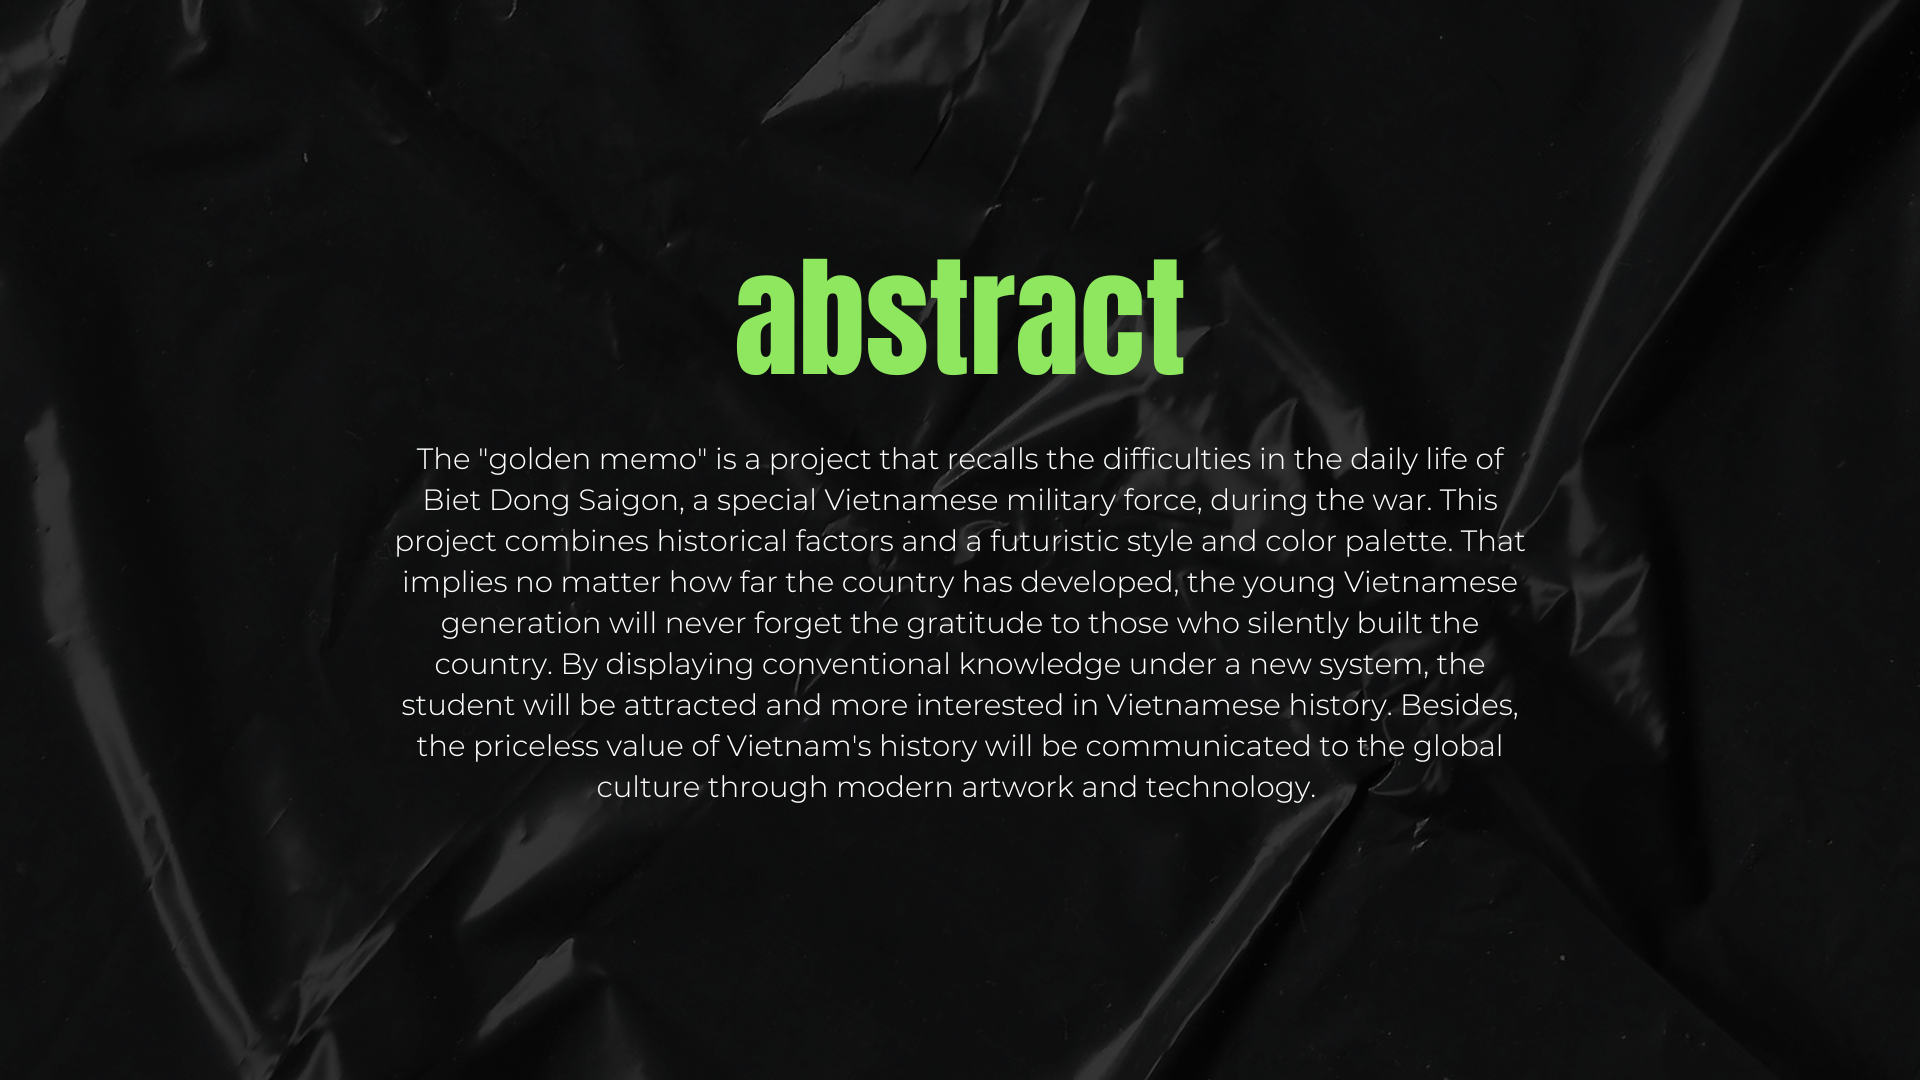 abstract
The "golden memo" is a project that recalls the difficulties in the daily life of
Biet Dong Saigon, a special Vietnamese military force, during the war. This
project combines historical factors and a futuristic style and color palette. That
implies no matter how far the country has developed, the young Vietnamese
generation will never forget the gratitude to those who silently built the
country. By displaying conventional knowledge under a new system, the
student will be attracted and more interested in Vietnamese history. Besides,
the priceless value of Vietnam's history will be communicated to the global
culture through modern artwork and technology.